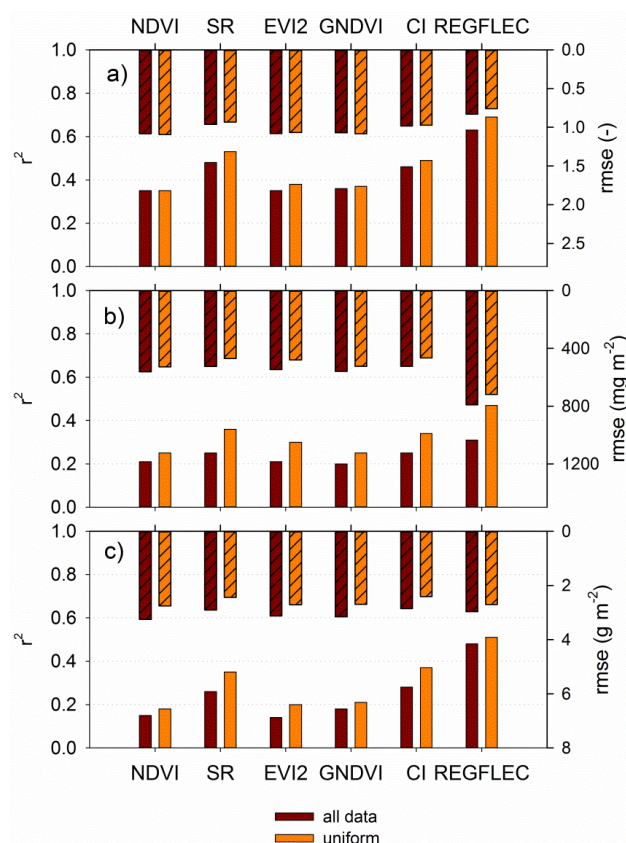 NDVI SR EVI2 GNDVI CI REGFLEC
1.0 0.0
a)
0.8 0.5
0.6 1.0
r² rmse (-)
0.4 1.5
2.0
0.2 2.5
0.0
1.0 0
b)
0.8 400
0.6
r² rmse (mg m⁻²)
0.4 800
0.2 1200
0.0
1.0 0
c)
0.8 2
0.6
r² 4 rmse (g m⁻²)
0.4
0.2 6
0.0 8
NDVI SR EVI2 GNDVI CI REGFLEC
all data
uniform